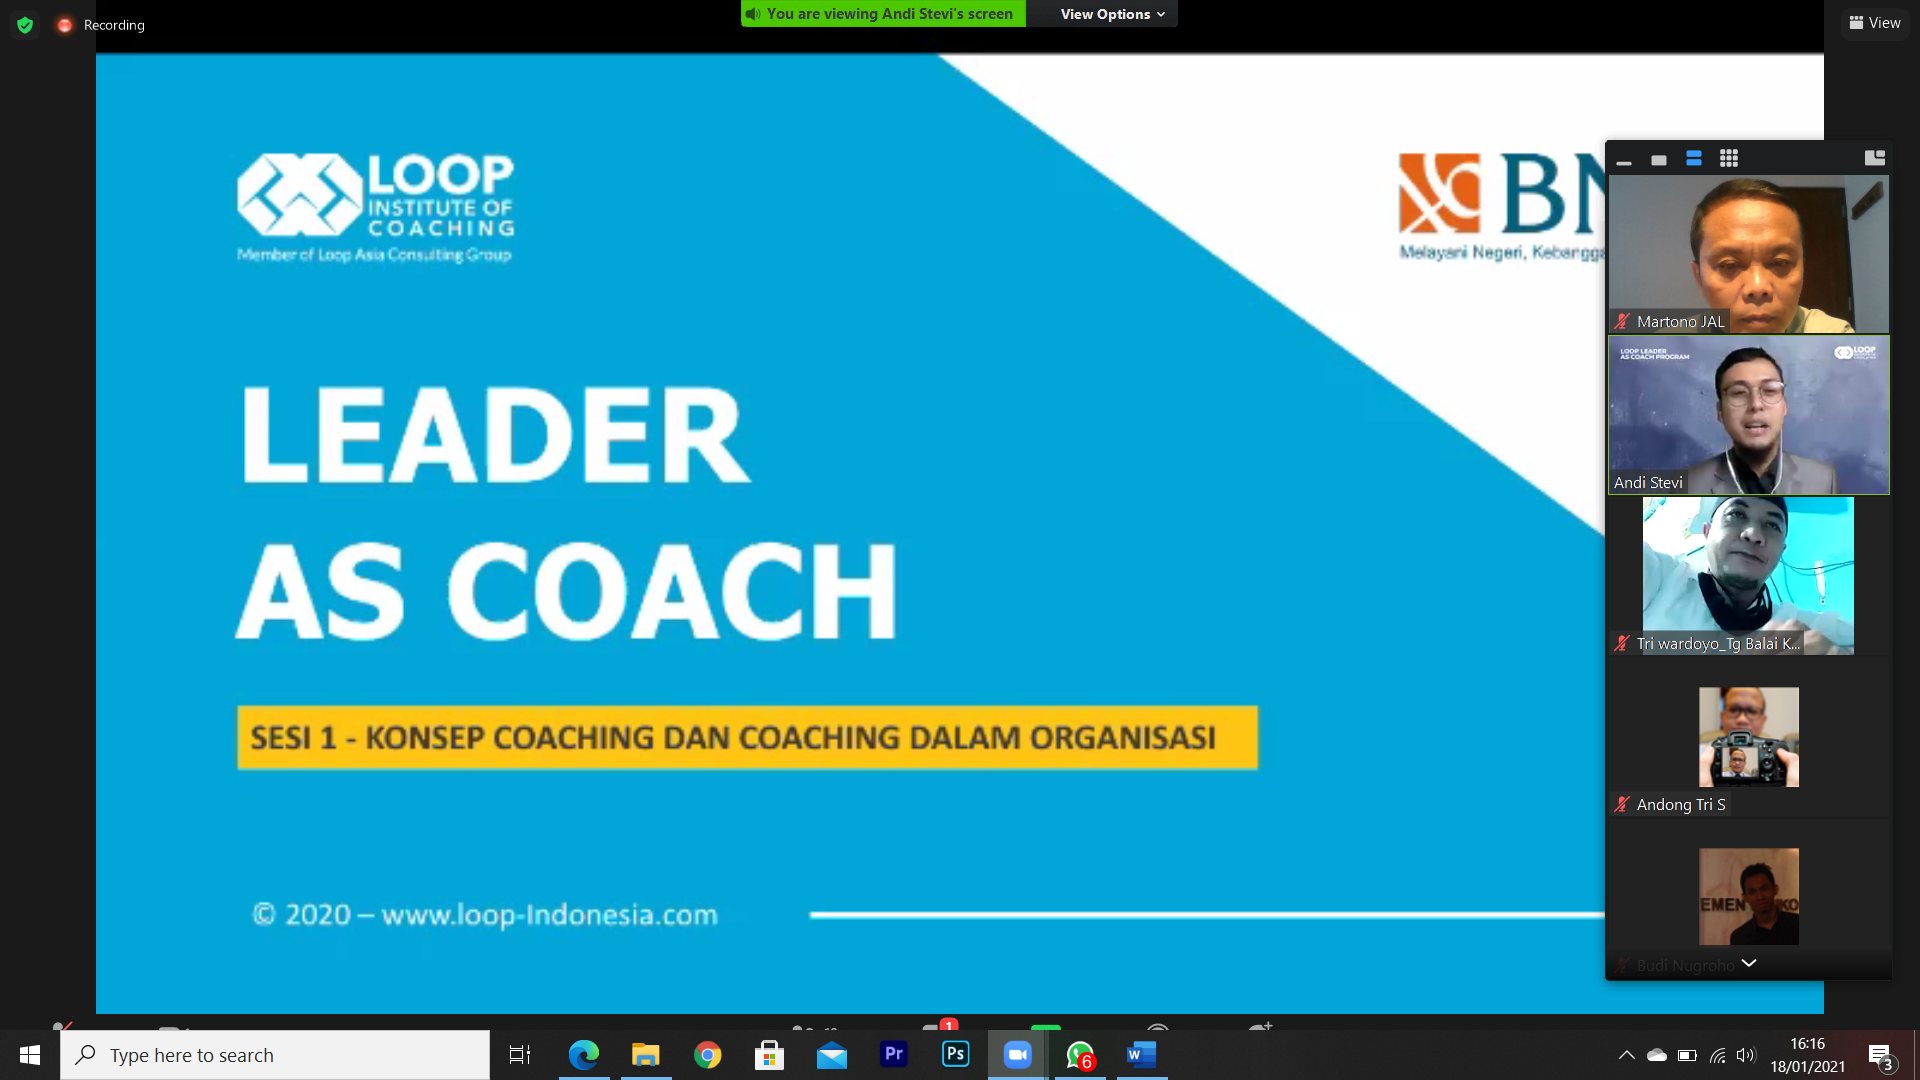 Recording
You are viewing Andi Stevi's screen
View Options
View
LOOP
INSTITUTE OF
COACHING
Member of Loop Asia Consulting Group
BN
Melayani Negeri, Kebangga
LEADER
AS COACH
SESI 1 - KONSEP COACHING DAN COACHING DALAM ORGANISASI
© 2020 – www.loop-Indonesia.com
Martono JAL
LOOP LEADER
AS COACH PROGRAM
LOOP
Andi Stevi
Tri wardoyo_Tg Balai K...
Andong Tri S
EMEN
KO
Budi Nugroho
1
Type here to search
Pr
Ps
6
W
16:16
18/01/2021
3